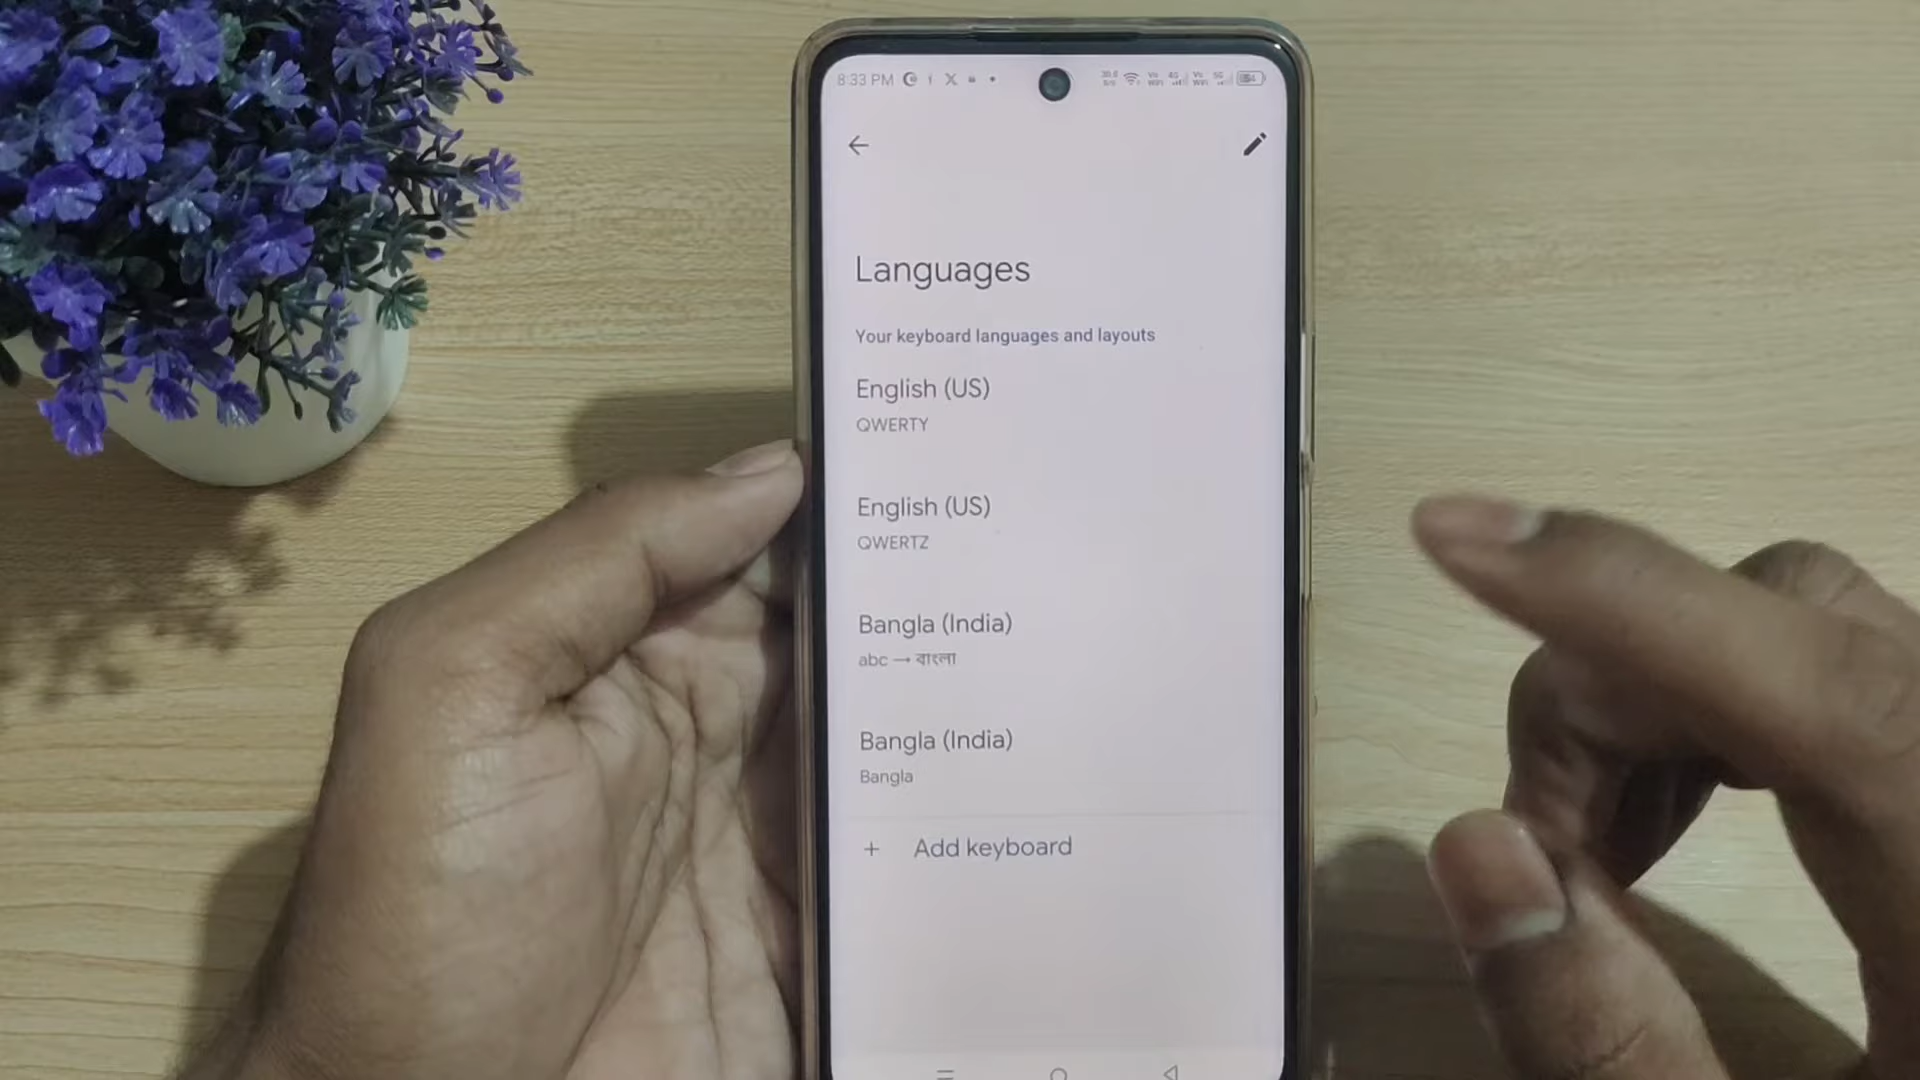 8:33 PM
Languages
Your keyboard languages and layouts
English (US)
QWERTY
English (US)
QWERTZ
Bangla (India)
abc → বাংলা
Bangla (India)
Bangla
+ Add keyboard